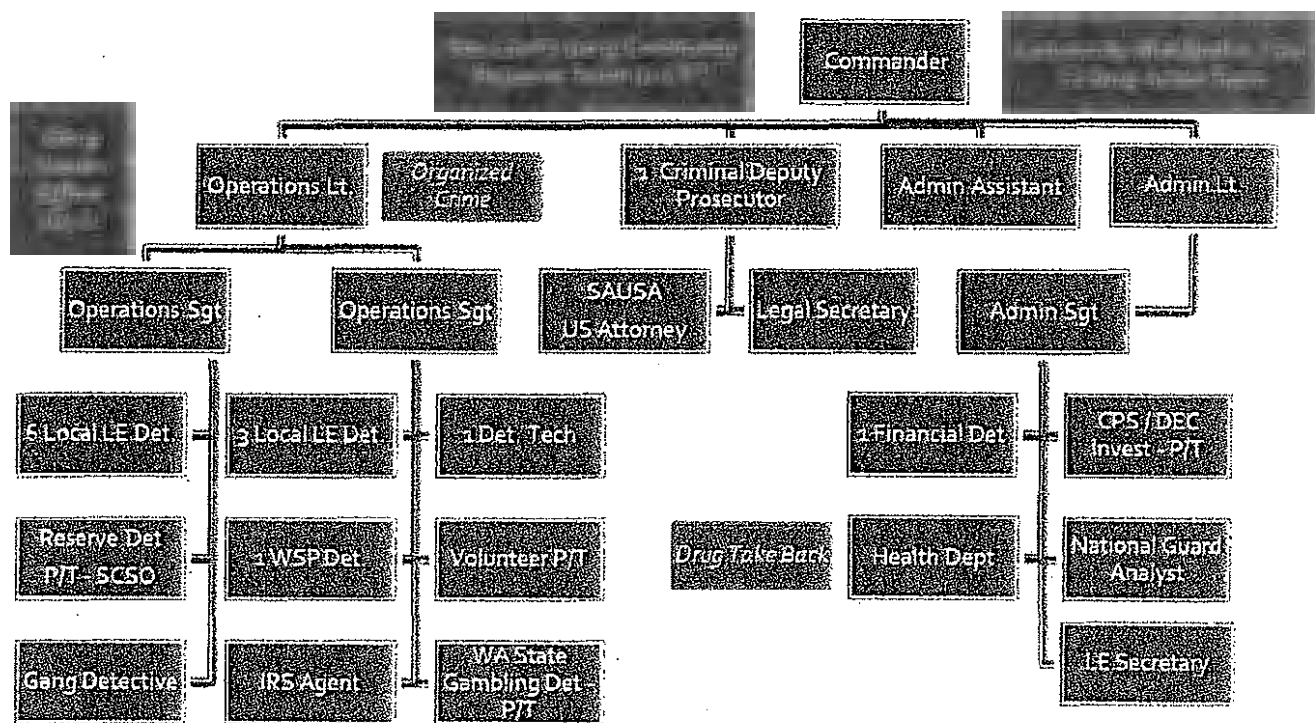 Commander
Operations Lt.
Organized
Crime
1 Criminal Deputy
Prosecutor
Admin Assistant
Admin Lt.
Operations Sgt
Operations Sgt
SAUSA
US Attorney
Legal Secretary
Admin Sgt
Local LE Det
3 Local LE Det
1 Det Tech
1 Financial Det
CPS / DEC
Invest - P/T
Reserve Det
P/T - SCSO
1 WSP Det
Volunteer P/T
Drug Take Back
Health Dept
National Guard
Analyst
Gang Detective
IRS Agent
WA State
Gambling Det
P/T
LE Secretary